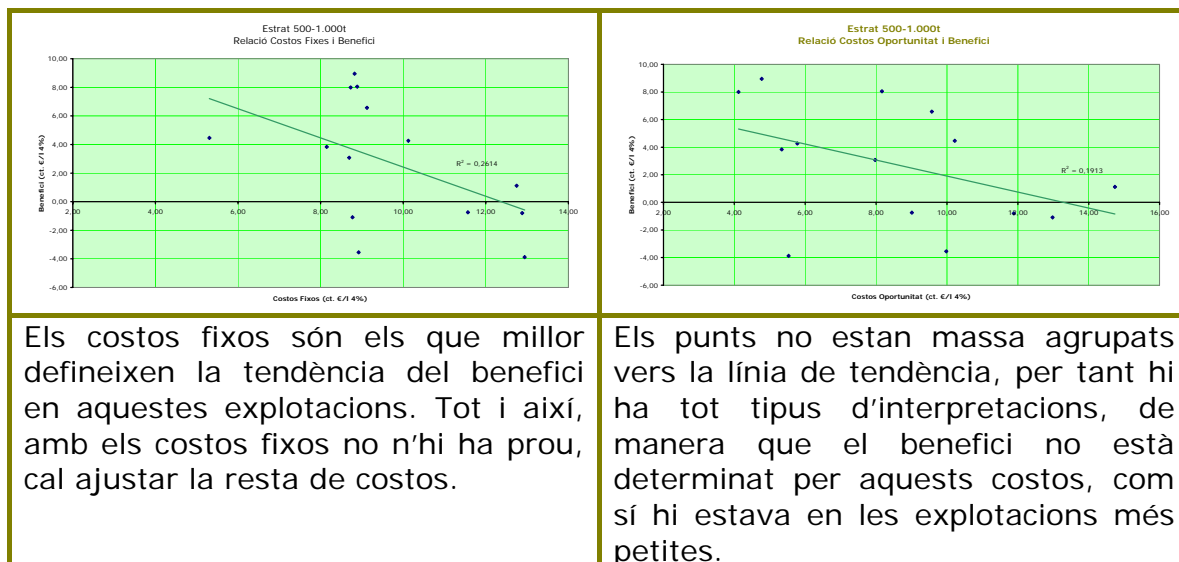 Estrat 500-1.000t
Relació Costos Fixes i Benefici
10,00
8,00
6,00
4,00
2,00
0,00
-2,00
-4,00
-6,00
2,00 4,00 6,00 8,00 10,00 12,00 14,00
Benefici (ct. €/l 4%)
R² = 0,2614
Costos Fixos (ct. €/l 4%)
Estrat 500-1.000t
Relació Costos Oportunitat i Benefici
10,00
8,00
6,00
4,00
2,00
0,00
-2,00
-4,00
-6,00
2,00 4,00 6,00 8,00 10,00 12,00 14,00 16,00
Benefici (ct. €/l 4%)
R² = 0,1913
Costos Oportunitat (ct. €/l 4%)
Els costos fixos són els que millor
defineixen la tendència del benefici
en aquestes explotacions. Tot i així,
amb els costos fixos no n'hi ha prou,
cal ajustar la resta de costos.
Els punts no estan massa agrupats
vers la línia de tendència, per tant hi
ha tot tipus d'interpretacions, de
manera que el benefici no està
determinat per aquests costos, com
sí hi estava en les explotacions més
petites.